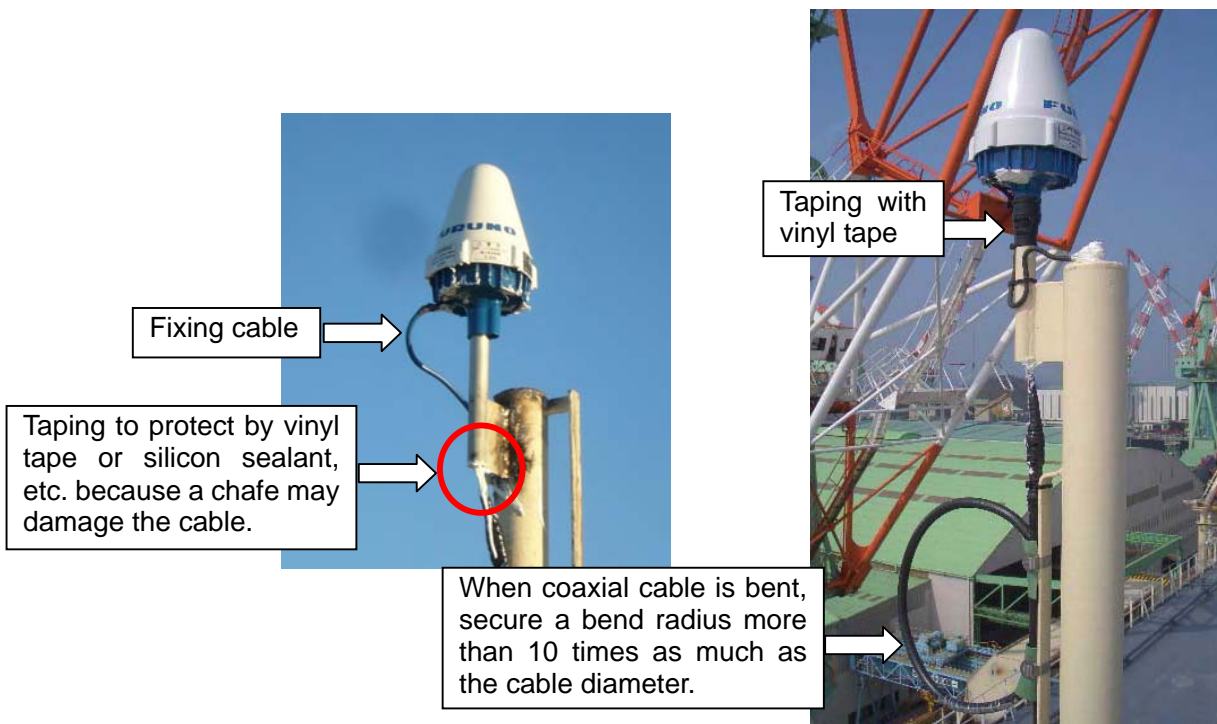 FURUNO
Fixing cable
Taping to protect by vinyl
tape or silicon sealant,
etc. because a chafe may
damage the cable.
Taping with
vinyl tape
When coaxial cable is bent,
secure a bend radius more
than 10 times as much as
the cable diameter.